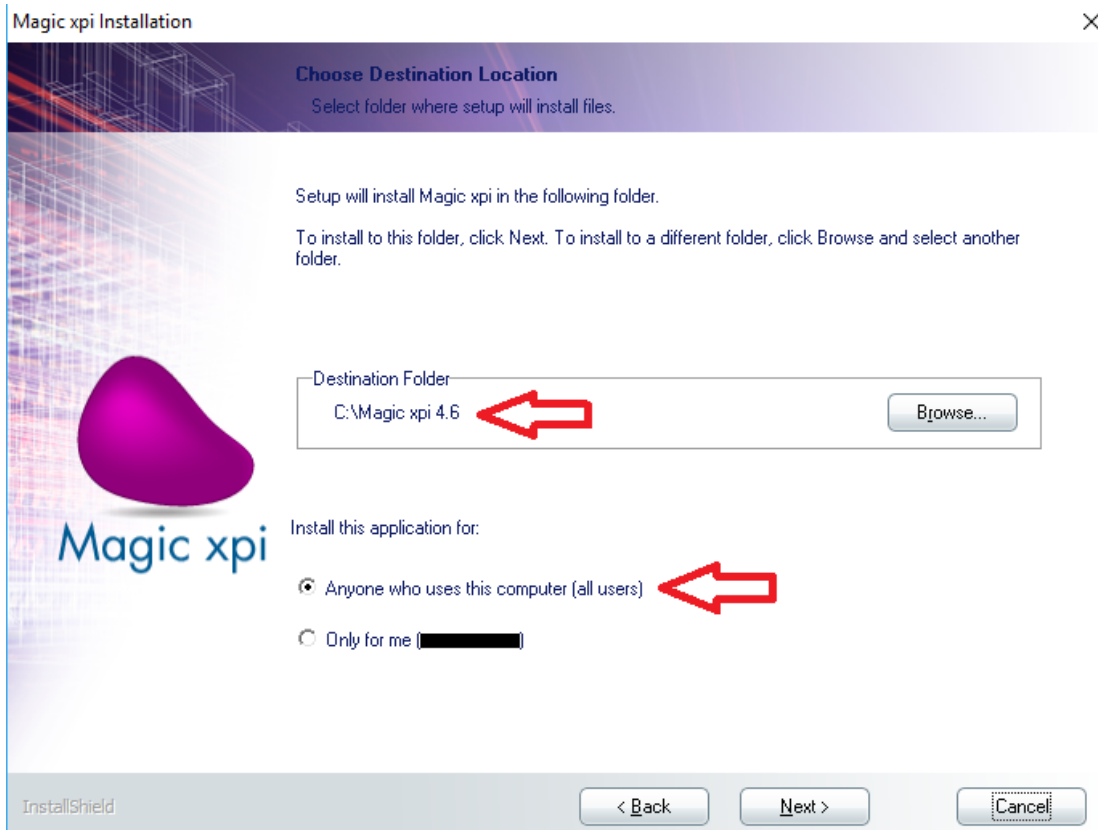 Magic xpi Installation
Choose Destination Location
Select folder where setup will install files.
Setup will install Magic xpi in the following folder.
To install to this folder, click Next. To install to a different folder, click Browse and select another
folder.
Destination Folder
C:\Magic xpi 4.6
Browse...
Magic xpi
Install this application for:
Anyone who uses this computer (all users)
Only for me ( )
InstallShield
< Back
Next >
Cancel